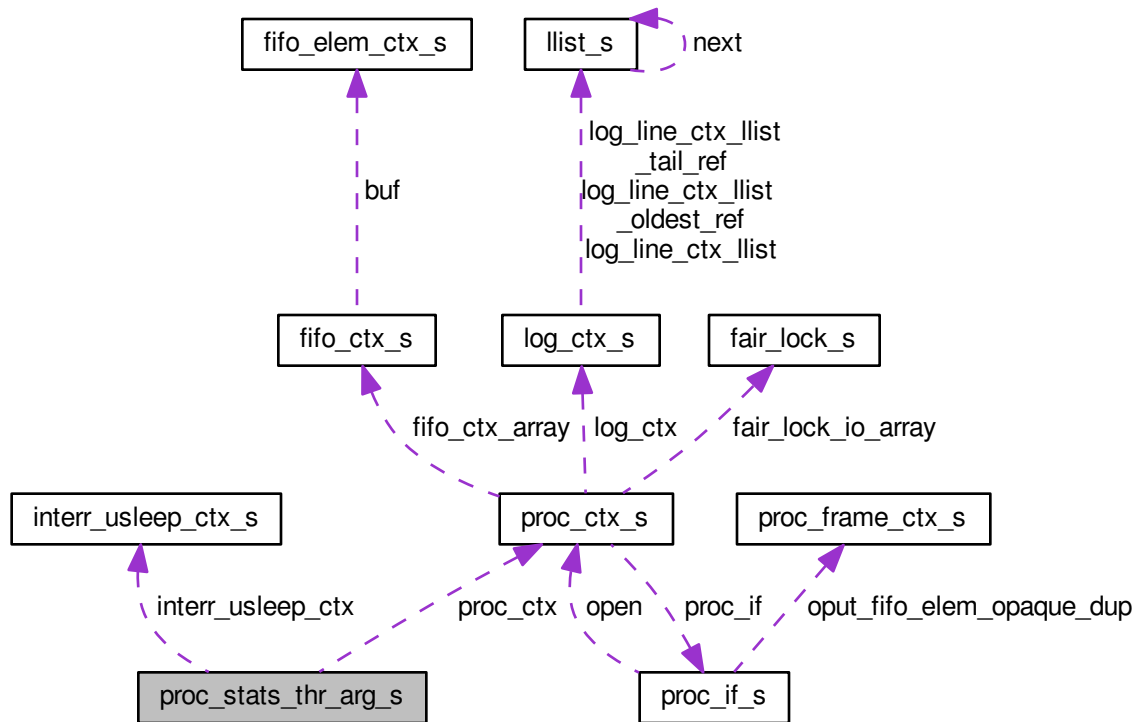 fifo_elem_ctx_s
llist_s
next
log_line_ctx_llist
_tail_ref
log_line_ctx_llist
_oldest_ref
log_line_ctx_llist
buf
fifo_ctx_s
log_ctx_s
fair_lock_s
fifo_ctx_array
log_ctx
fair_lock_io_array
interr_usleep_ctx_s
proc_ctx_s
proc_frame_ctx_s
interr_usleep_ctx
proc_ctx
open
proc_if
oput_fifo_elem_opaque_dup
proc_stats_thr_arg_s
proc_if_s